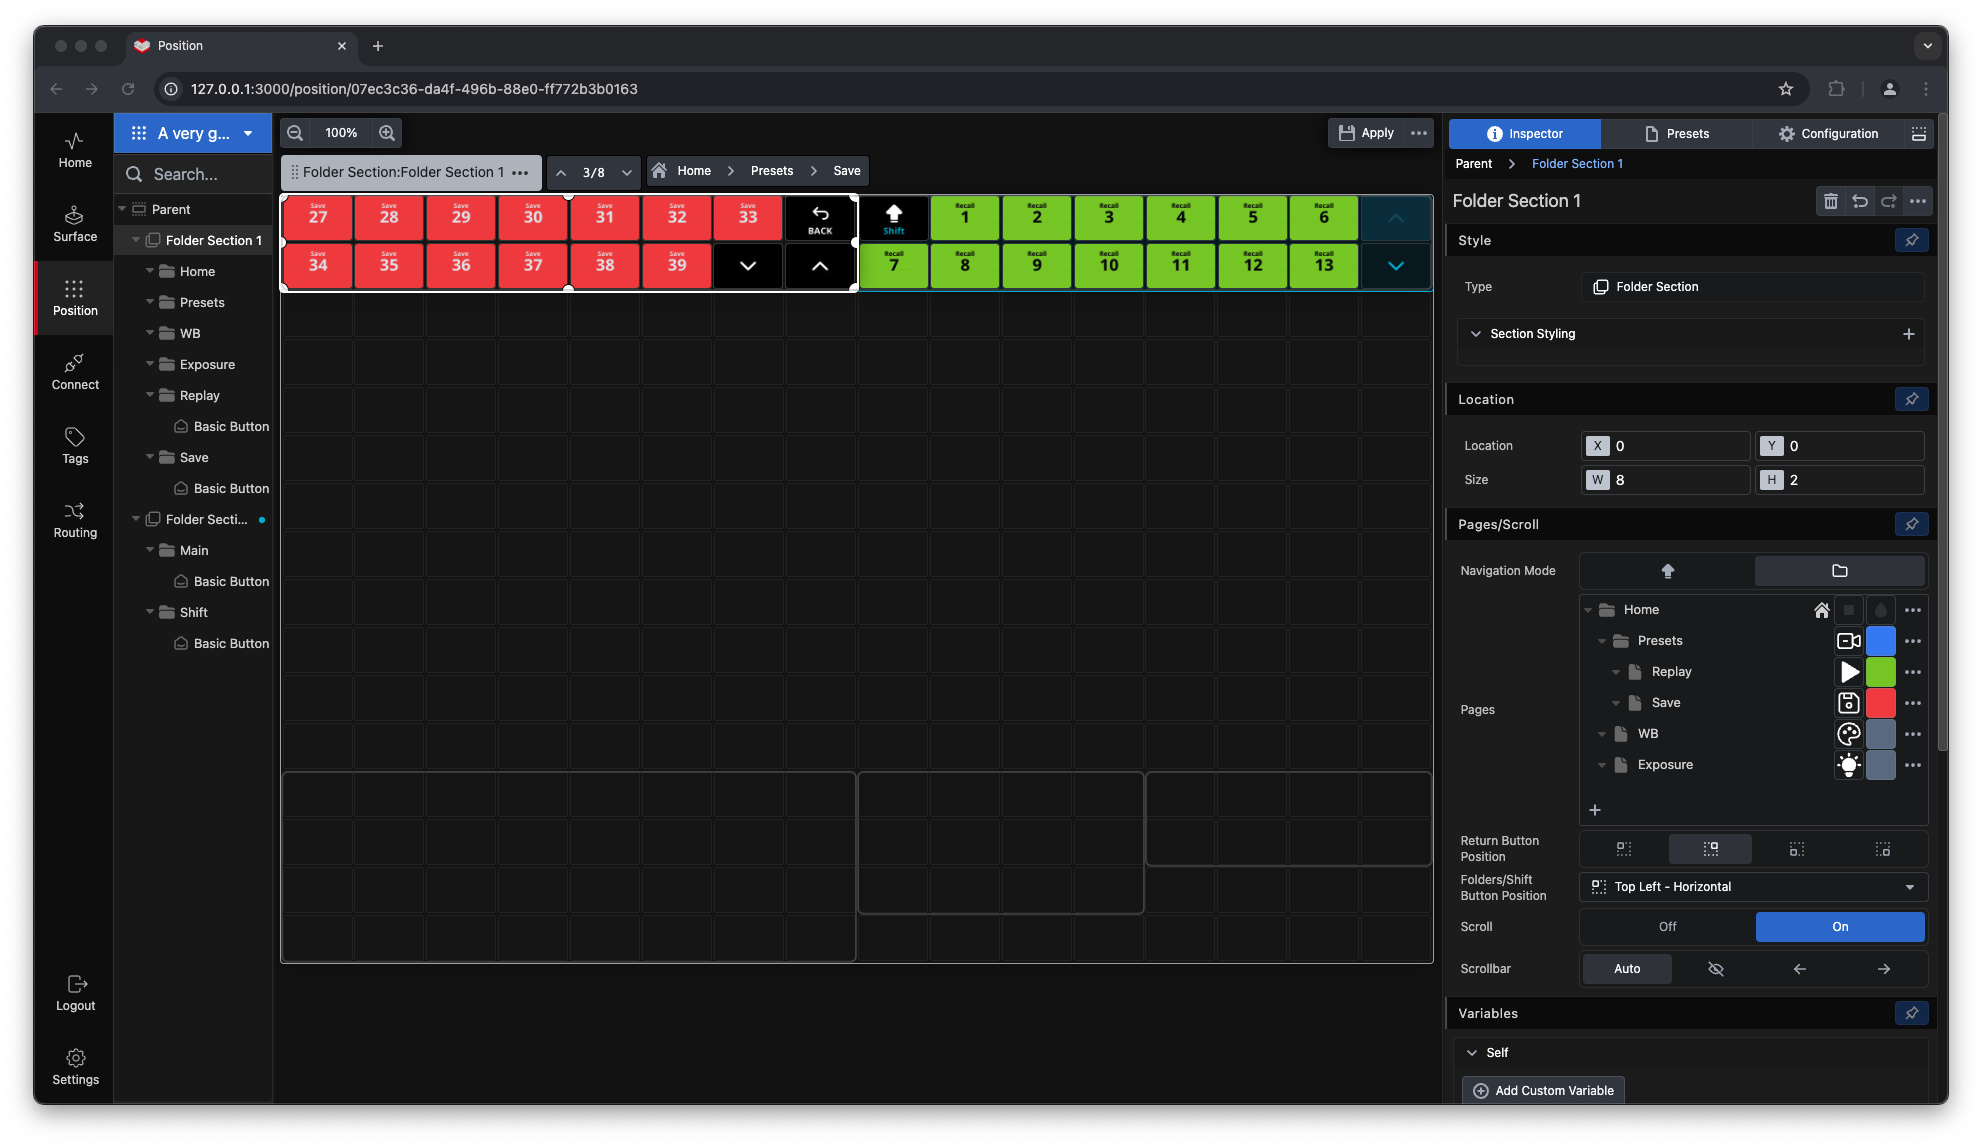 Position
127.0.0.1:3000/position/07ec3c36-da4f-496b-88e0-ff772b3b0163
Home
Surface
Position
Connect
Tags
Routing
Logout
Settings
A very g...
Search...
Parent
Folder Section 1
Home
Presets
WB
Exposure
Replay
Basic Button
Save
Basic Button
Folder Secti...
Main
Basic Button
Shift
Basic Button
100%
Apply
Folder Section:Folder Section 1
3/8
Home
Presets
Save
Save 27
Save 28
Save 29
Save 30
Save 31
Save 32
Save 33
BACK
Shift
Recall 1
Recall 2
Recall 3
Recall 4
Recall 5
Recall 6
Save 34
Save 35
Save 36
Save 37
Save 38
Save 39
Recall 7
Recall 8
Recall 9
Recall 10
Recall 11
Recall 12
Recall 13
Inspector
Presets
Configuration
Parent
Folder Section 1
Folder Section 1
Style
Type
Folder Section
Section Styling
Location
Location
X 0
Y 0
Size
W 8
H 2
Pages/Scroll
Navigation Mode
Pages
Home
Presets
Replay
Save
WB
Exposure
Return Button
Position
Folders/Shift
Button Position
Top Left - Horizontal
Scroll
Off
On
Scrollbar
Auto
Variables
Self
Add Custom Variable